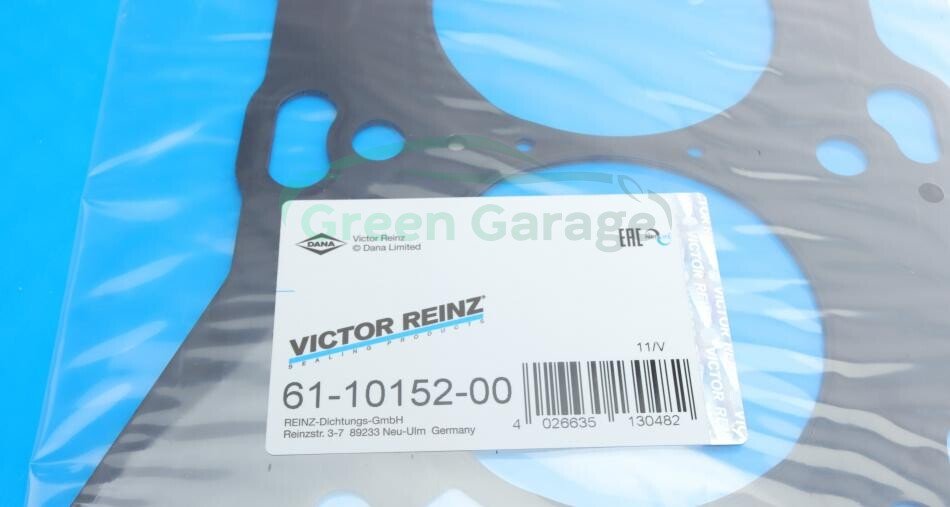 Green Garage
DANA
Victor Reinz
© Dana Limited
EAC
VICTOR REINZ®
SEALING PRODUCTS
11/V
61-10152-00
REINZ-Dichtungs-GmbH
Reinzstr. 3-7 89233 Neu-Ulm Germany
4 026635 130482
VICTOR REINZ
VICTOR REINZ